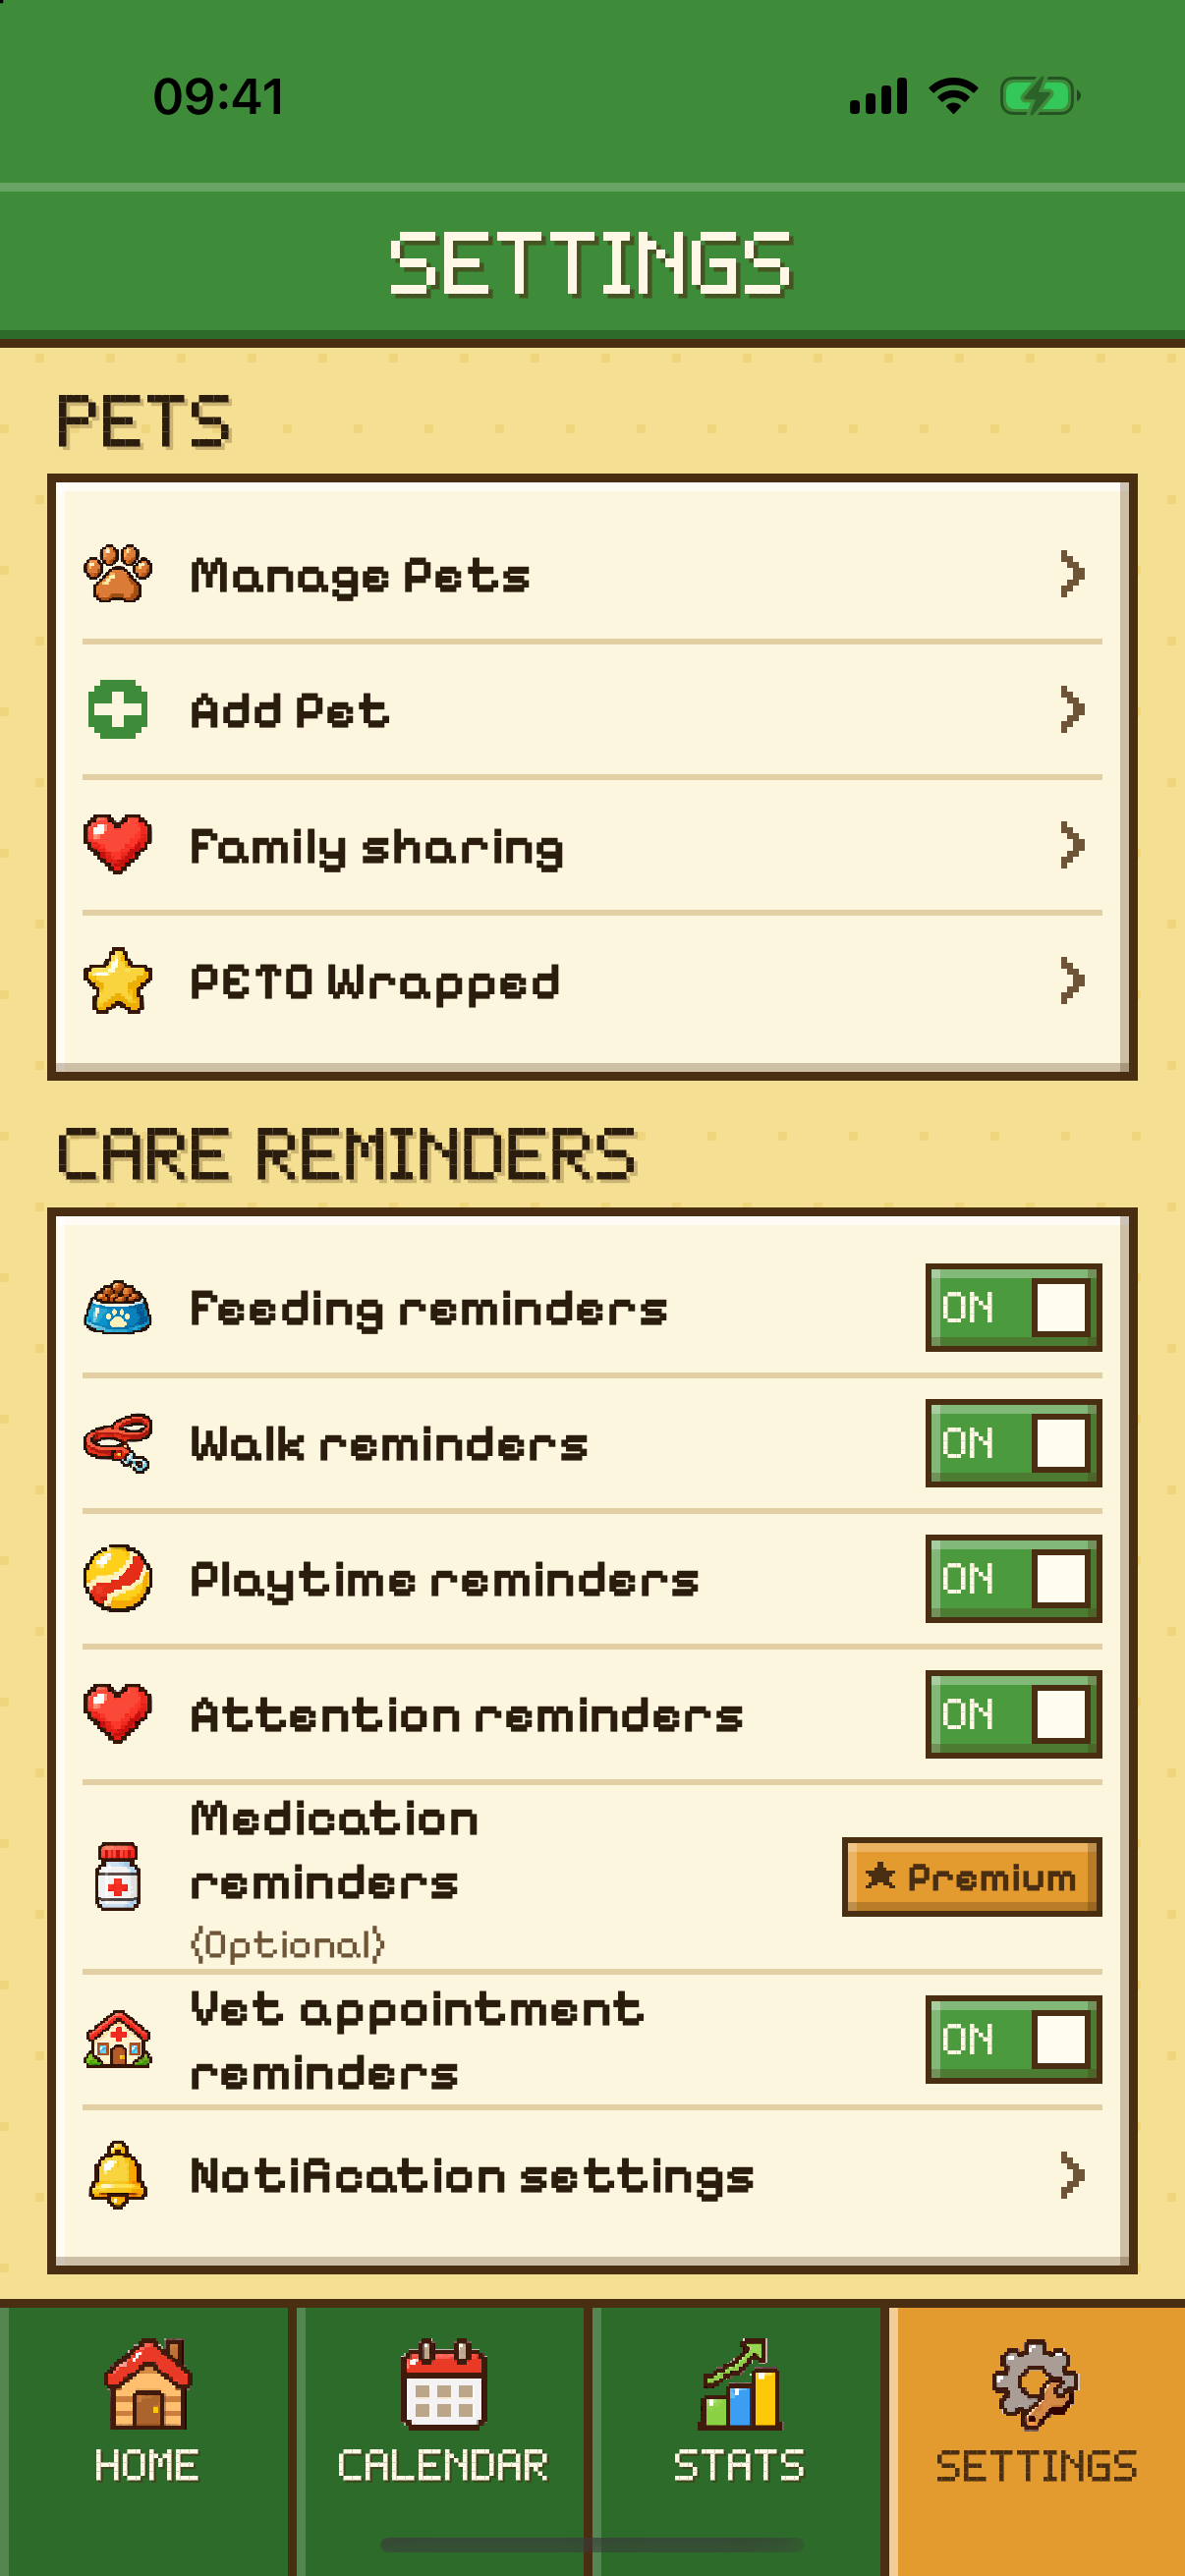 09:41
SETTINGS
PETS
Manage Pets
Add Pet
Family sharing
PETO Wrapped
CARE REMINDERS
Feeding reminders
ON
Walk reminders
ON
Playtime reminders
ON
Attention reminders
ON
Medication
reminders
(Optional)
★ Premium
Vet appointment
reminders
ON
Notification settings
HOME
CALENDAR
STATS
SETTINGS